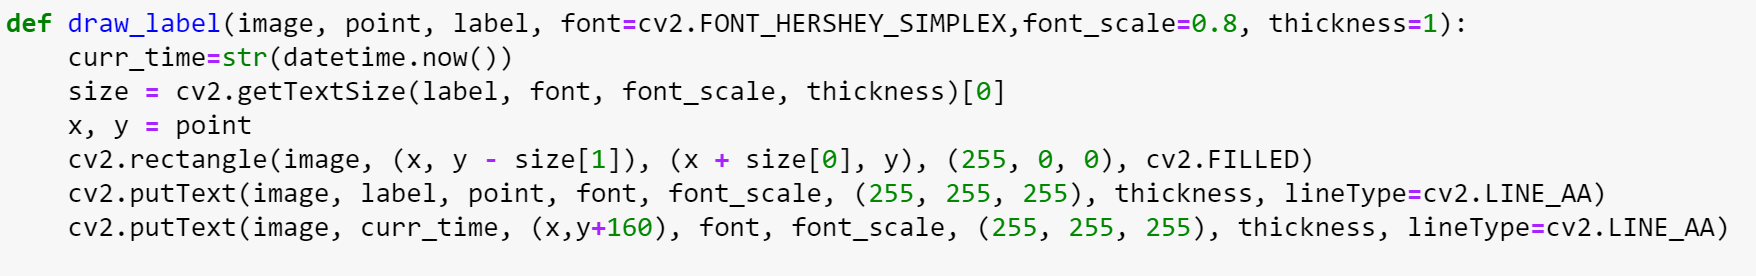 def draw_label(image, point, label, font=cv2.FONT_HERSHEY_SIMPLEX,font_scale=0.8, thickness=1):
    curr_time=str(datetime.now())
    size = cv2.getTextSize(label, font, font_scale, thickness)[0]
    x, y = point
    cv2.rectangle(image, (x, y - size[1]), (x + size[0], y), (255, 0, 0), cv2.FILLED)
    cv2.putText(image, label, point, font, font_scale, (255, 255, 255), thickness, lineType=cv2.LINE_AA)
    cv2.putText(image, curr_time, (x,y+160), font, font_scale, (255, 255, 255), thickness, lineType=cv2.LINE_AA)